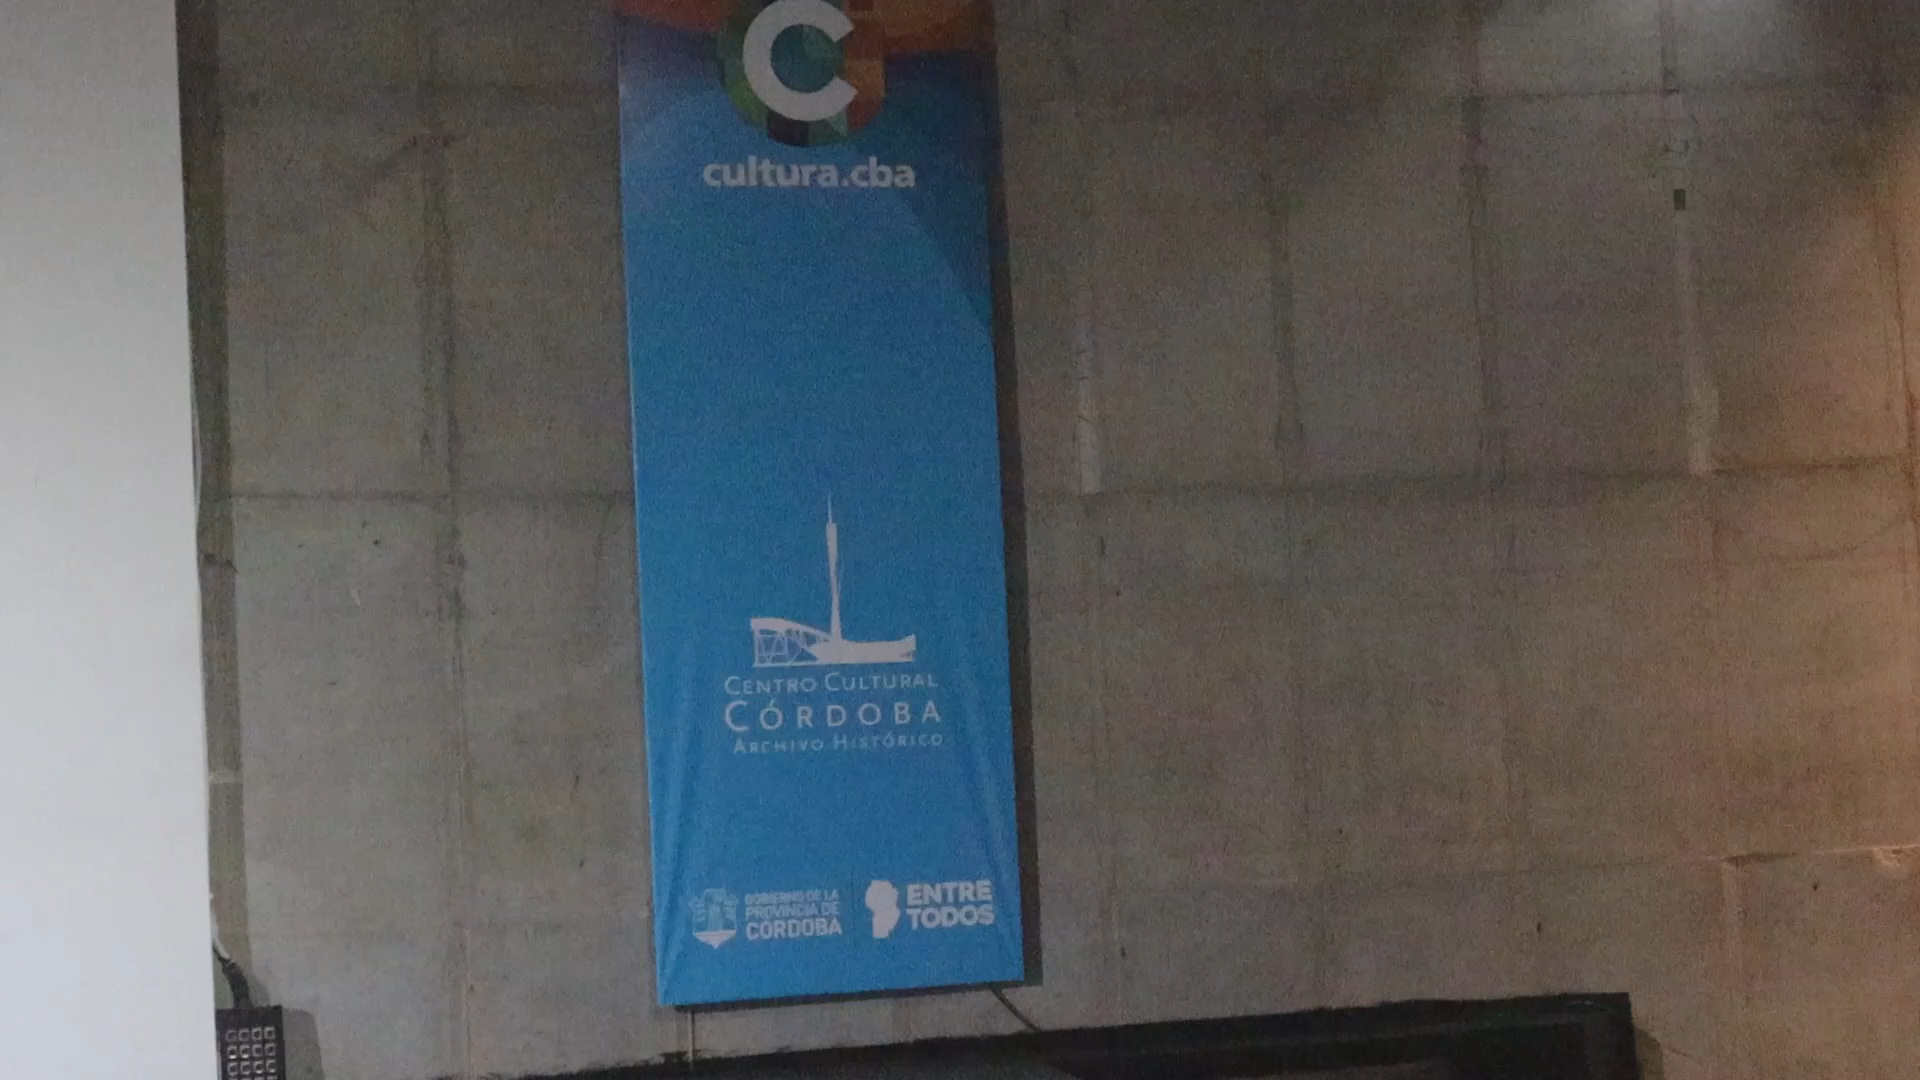 C
cultura.cba
CENTRO CULTURAL
CÓRDOBA
ARCHIVO HISTÓRICO
GOBIERNO DE LA
PROVINCIA DE
CÓRDOBA
ENTRE
TODOS